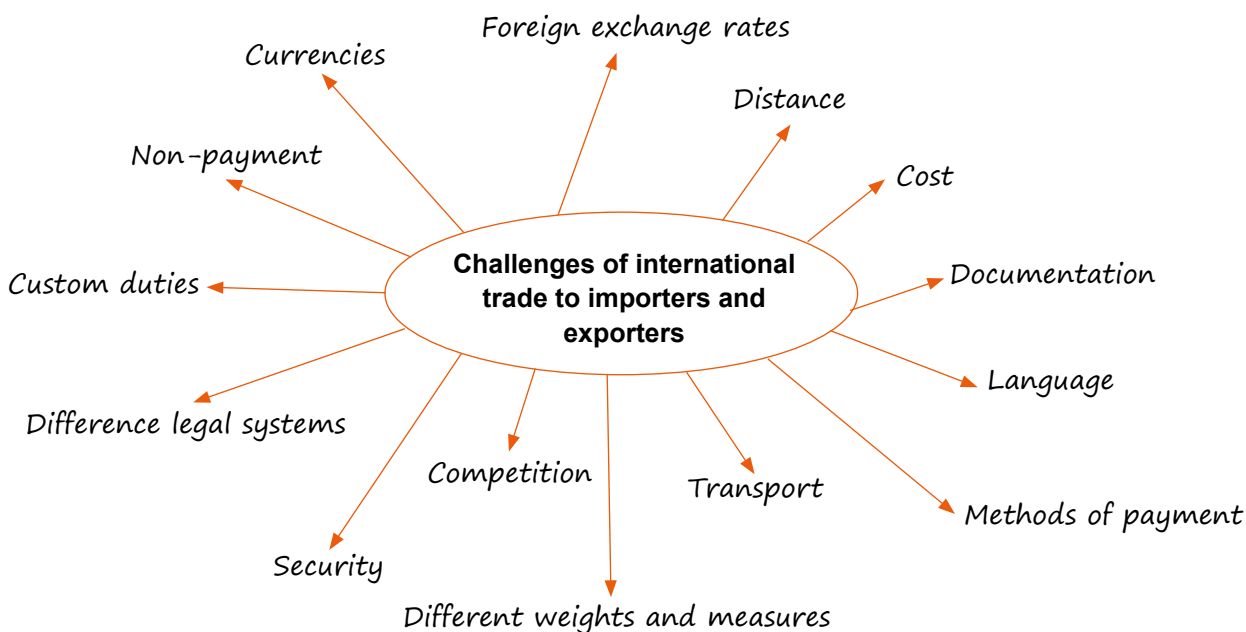 Foreign exchange rates
Currencies
Distance
Non-payment
Cost
Challenges of international
trade to importers and
exporters
Custom duties
Documentation
Language
Difference legal systems
Competition
Transport
Methods of payment
Security
Different weights and measures